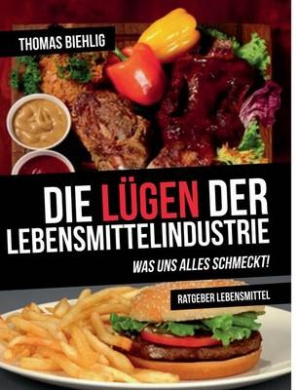 THOMAS BIEHLIG
DIE LÜGEN DER
LEBENSMITTELINDUSTRIE
WAS UNS ALLES SCHMECKT!
RATGEBER LEBENSMITTEL